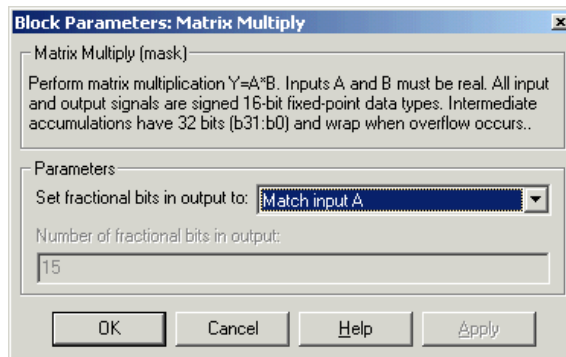 Block Parameters: Matrix Multiply
Matrix Multiply (mask)
Perform matrix multiplication Y=A*B. Inputs A and B must be real. All input
and output signals are signed 16-bit fixed-point data types. Intermediate
accumulations have 32 bits (b31:b0) and wrap when overflow occurs..
Parameters
Set fractional bits in output to: Match input A
Number of fractional bits in output:
15
OK Cancel Help Apply